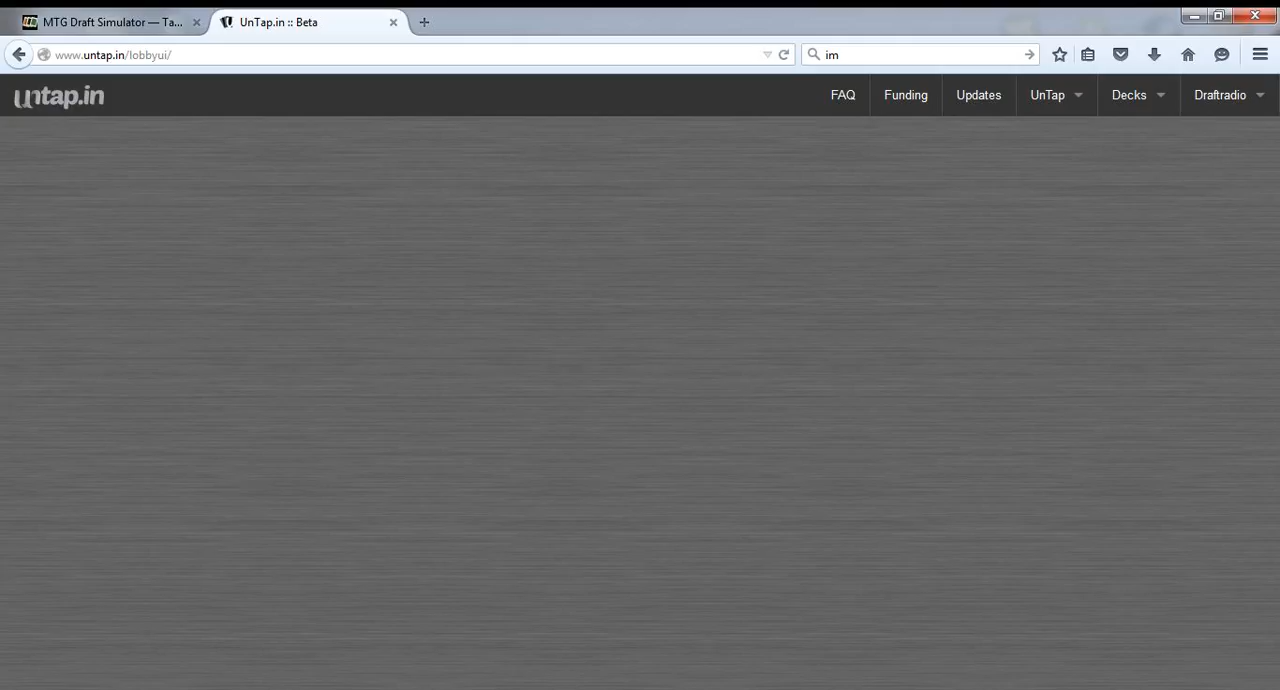 MTG Draft Simulator — Ta...
UnTap.in :: Beta
www.untap.in/lobbyui/
im
untap.in
FAQ
Funding
Updates
UnTap
Decks
Draftradio